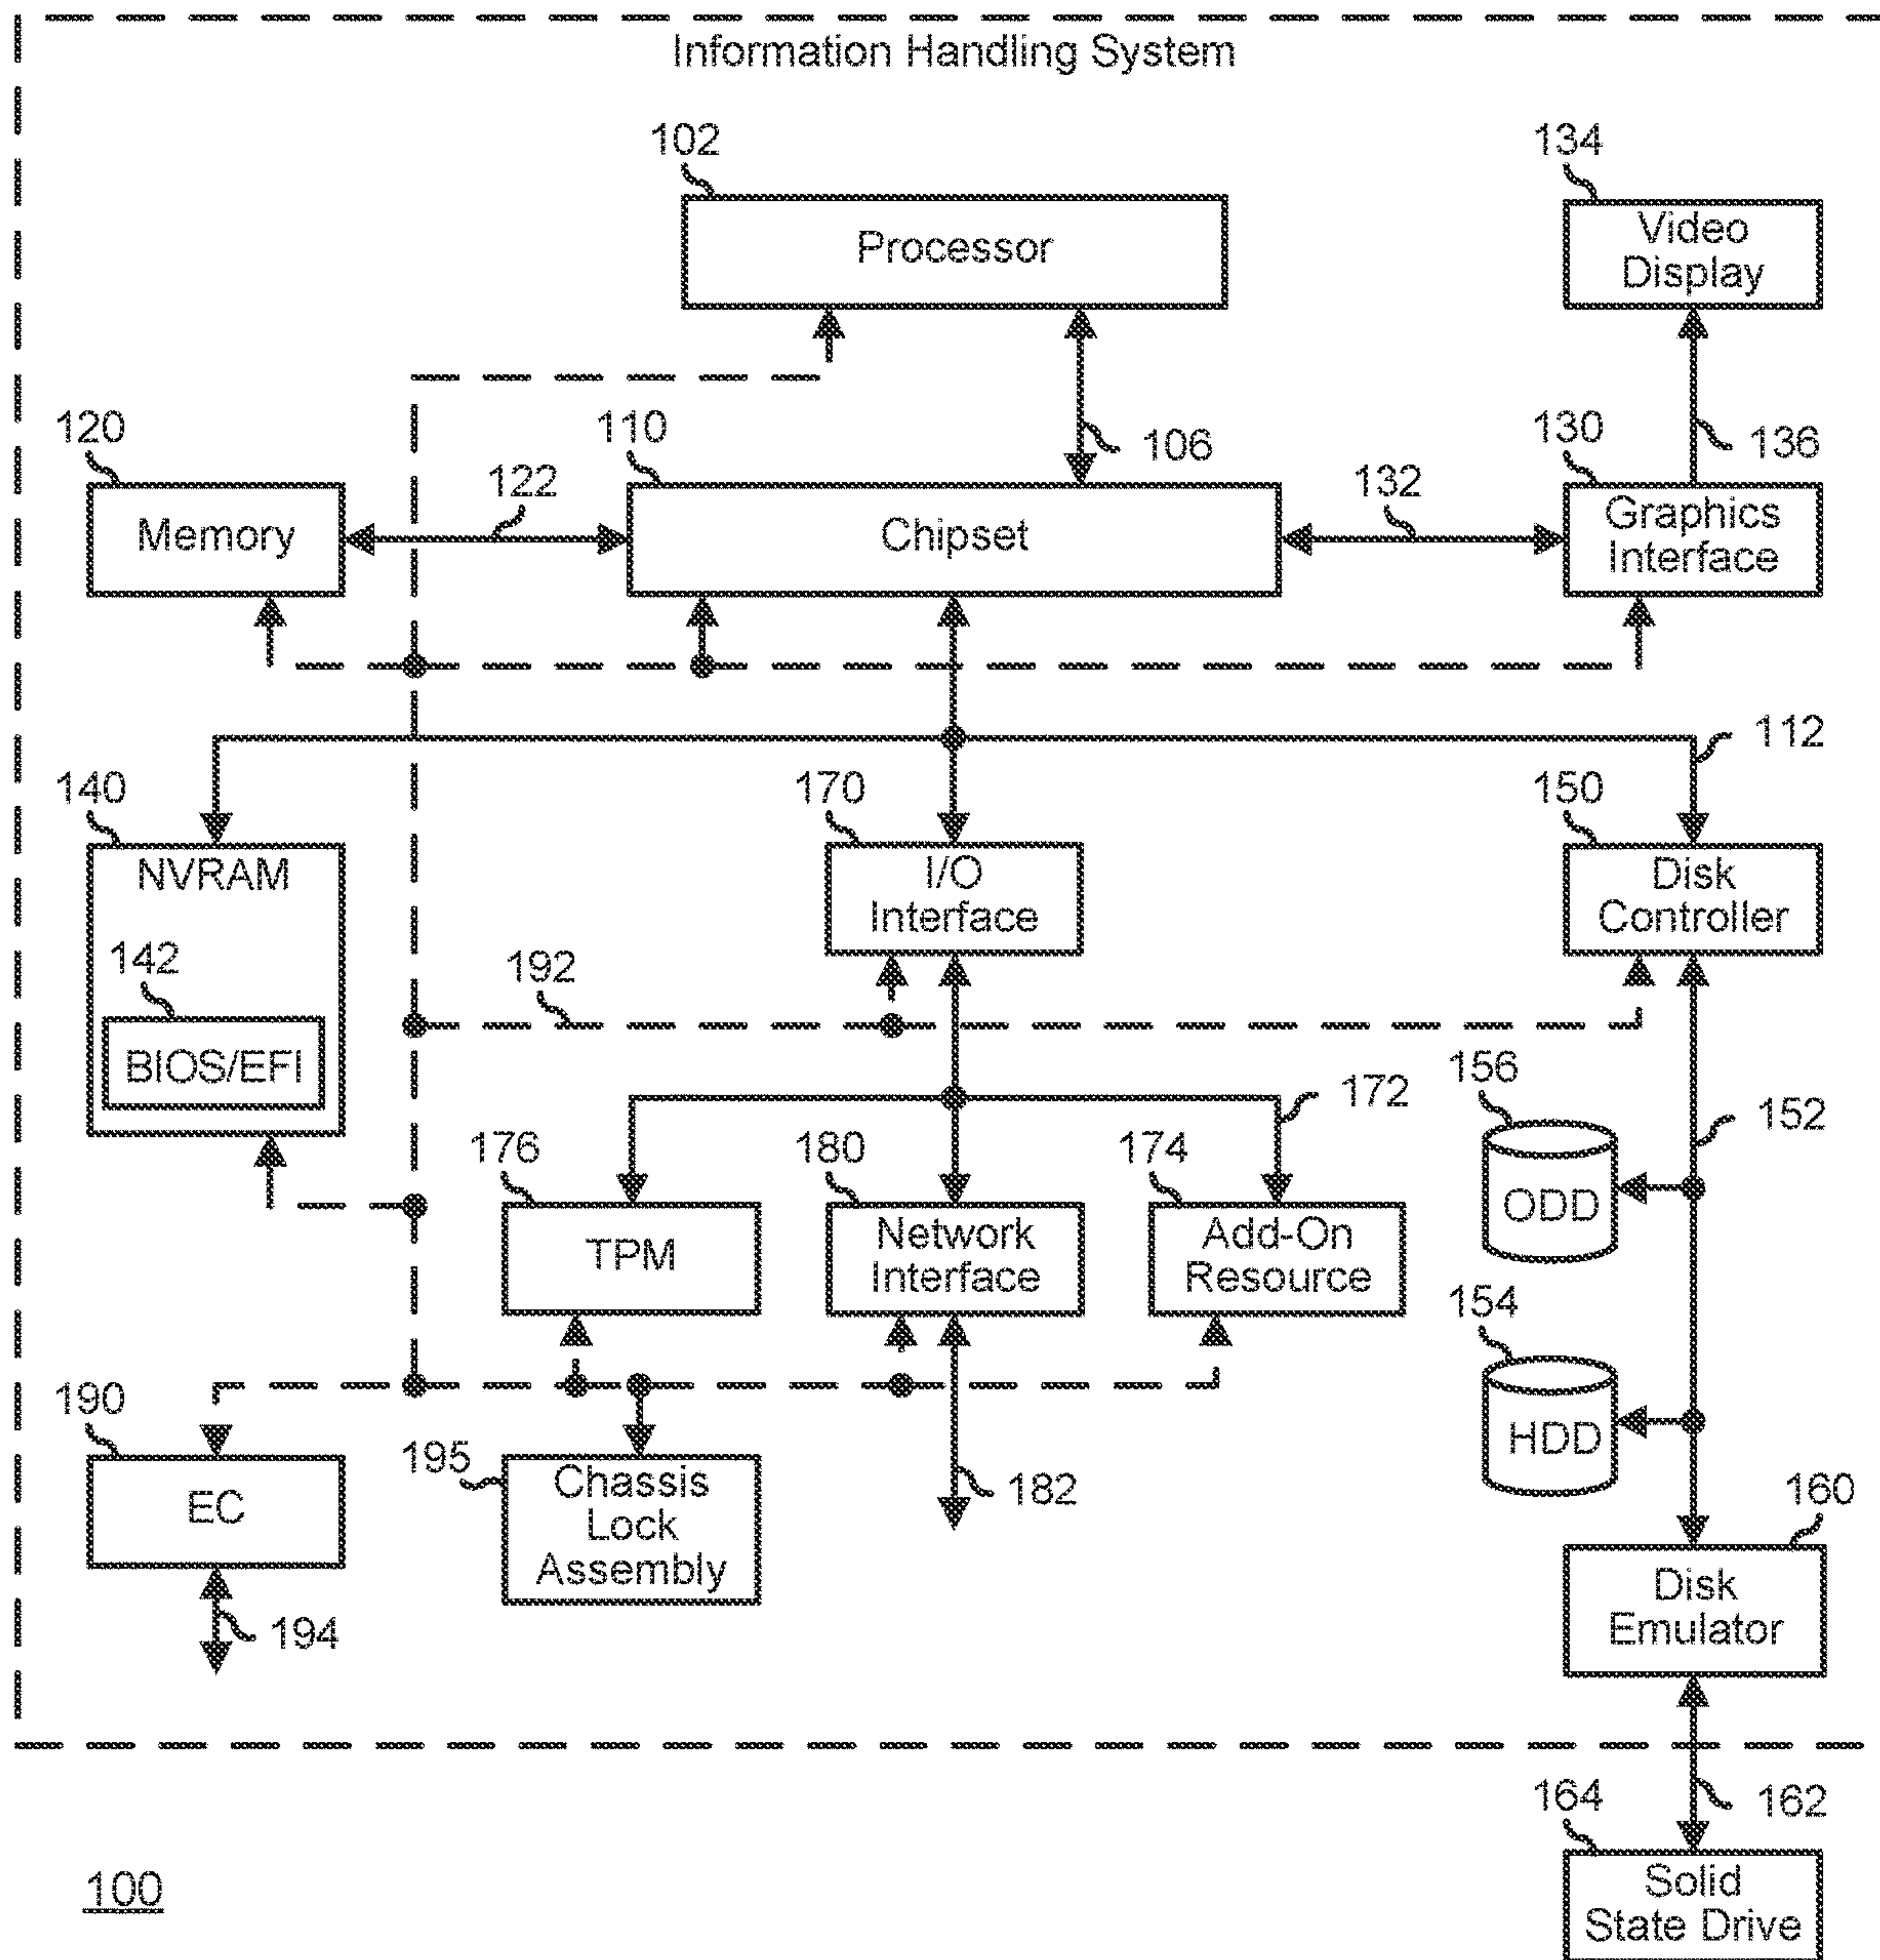 Information Handling System
102
134
Processor
Video
Display
120
110
106
130
136
122
132
Memory
Chipset
Graphics
Interface
112
140
170
150
NVRAM
I/O
Interface
Disk
Controller
142
192
BIOS/EFI
156
172
152
176
180
174
ODD
TPM
Network
Interface
Add-On
Resource
154
190
195
HDD
EC
Chassis
Lock
Assembly
182
160
194
Disk
Emulator
164
162
100
Solid
State Drive